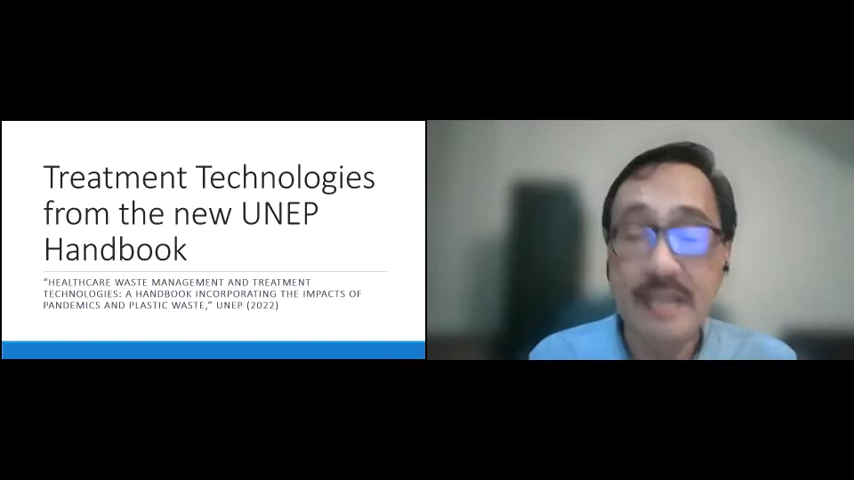 Treatment Technologies
from the new UNEP
Handbook
“HEALTHCARE WASTE MANAGEMENT AND TREATMENT
TECHNOLOGIES: A HANDBOOK INCORPORATING THE IMPACTS OF
PANDEMICS AND PLASTIC WASTE,” UNEP (2022)